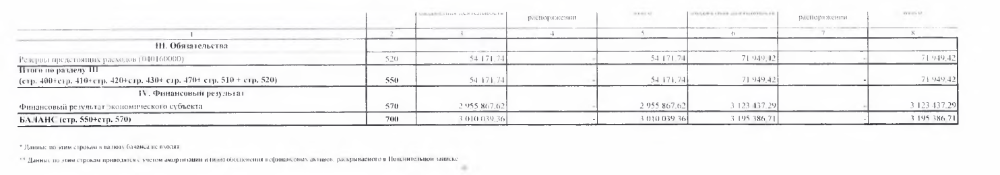 бюджетная деятельность распоряжении всего бюджетная деятельность распоряжении всего
1 2 3 4 5 6 7 8
III. Обязательства
Резервы предстоящих расходов (040160000) 520 54 171,74 - 54 171,74 71 949,42 - 71 949,42
Итого по разделу III
(стр. 400+стр. 410+стр. 420+стр. 430+ стр. 470+ стр. 510 + стр. 520) 550 54 171,74 - 54 171,74 71 949,42 - 71 949,42
IV. Финансовый результат
Финансовый результат экономического субъекта 570 2 955 867,62 - 2 955 867,62 3 123 437,29 - 3 123 437,29
БАЛАНС (стр. 550+стр. 570) 700 3 010 039,36 - 3 010 039,36 3 195 386,71 - 3 195 386,71
* Данные по этим строкам в валюту баланса не входят
** Данные по этим строкам приводятся с учетом амортизации и (или) обесценения нефинансовых активов, раскрываемого в Пояснительной записке